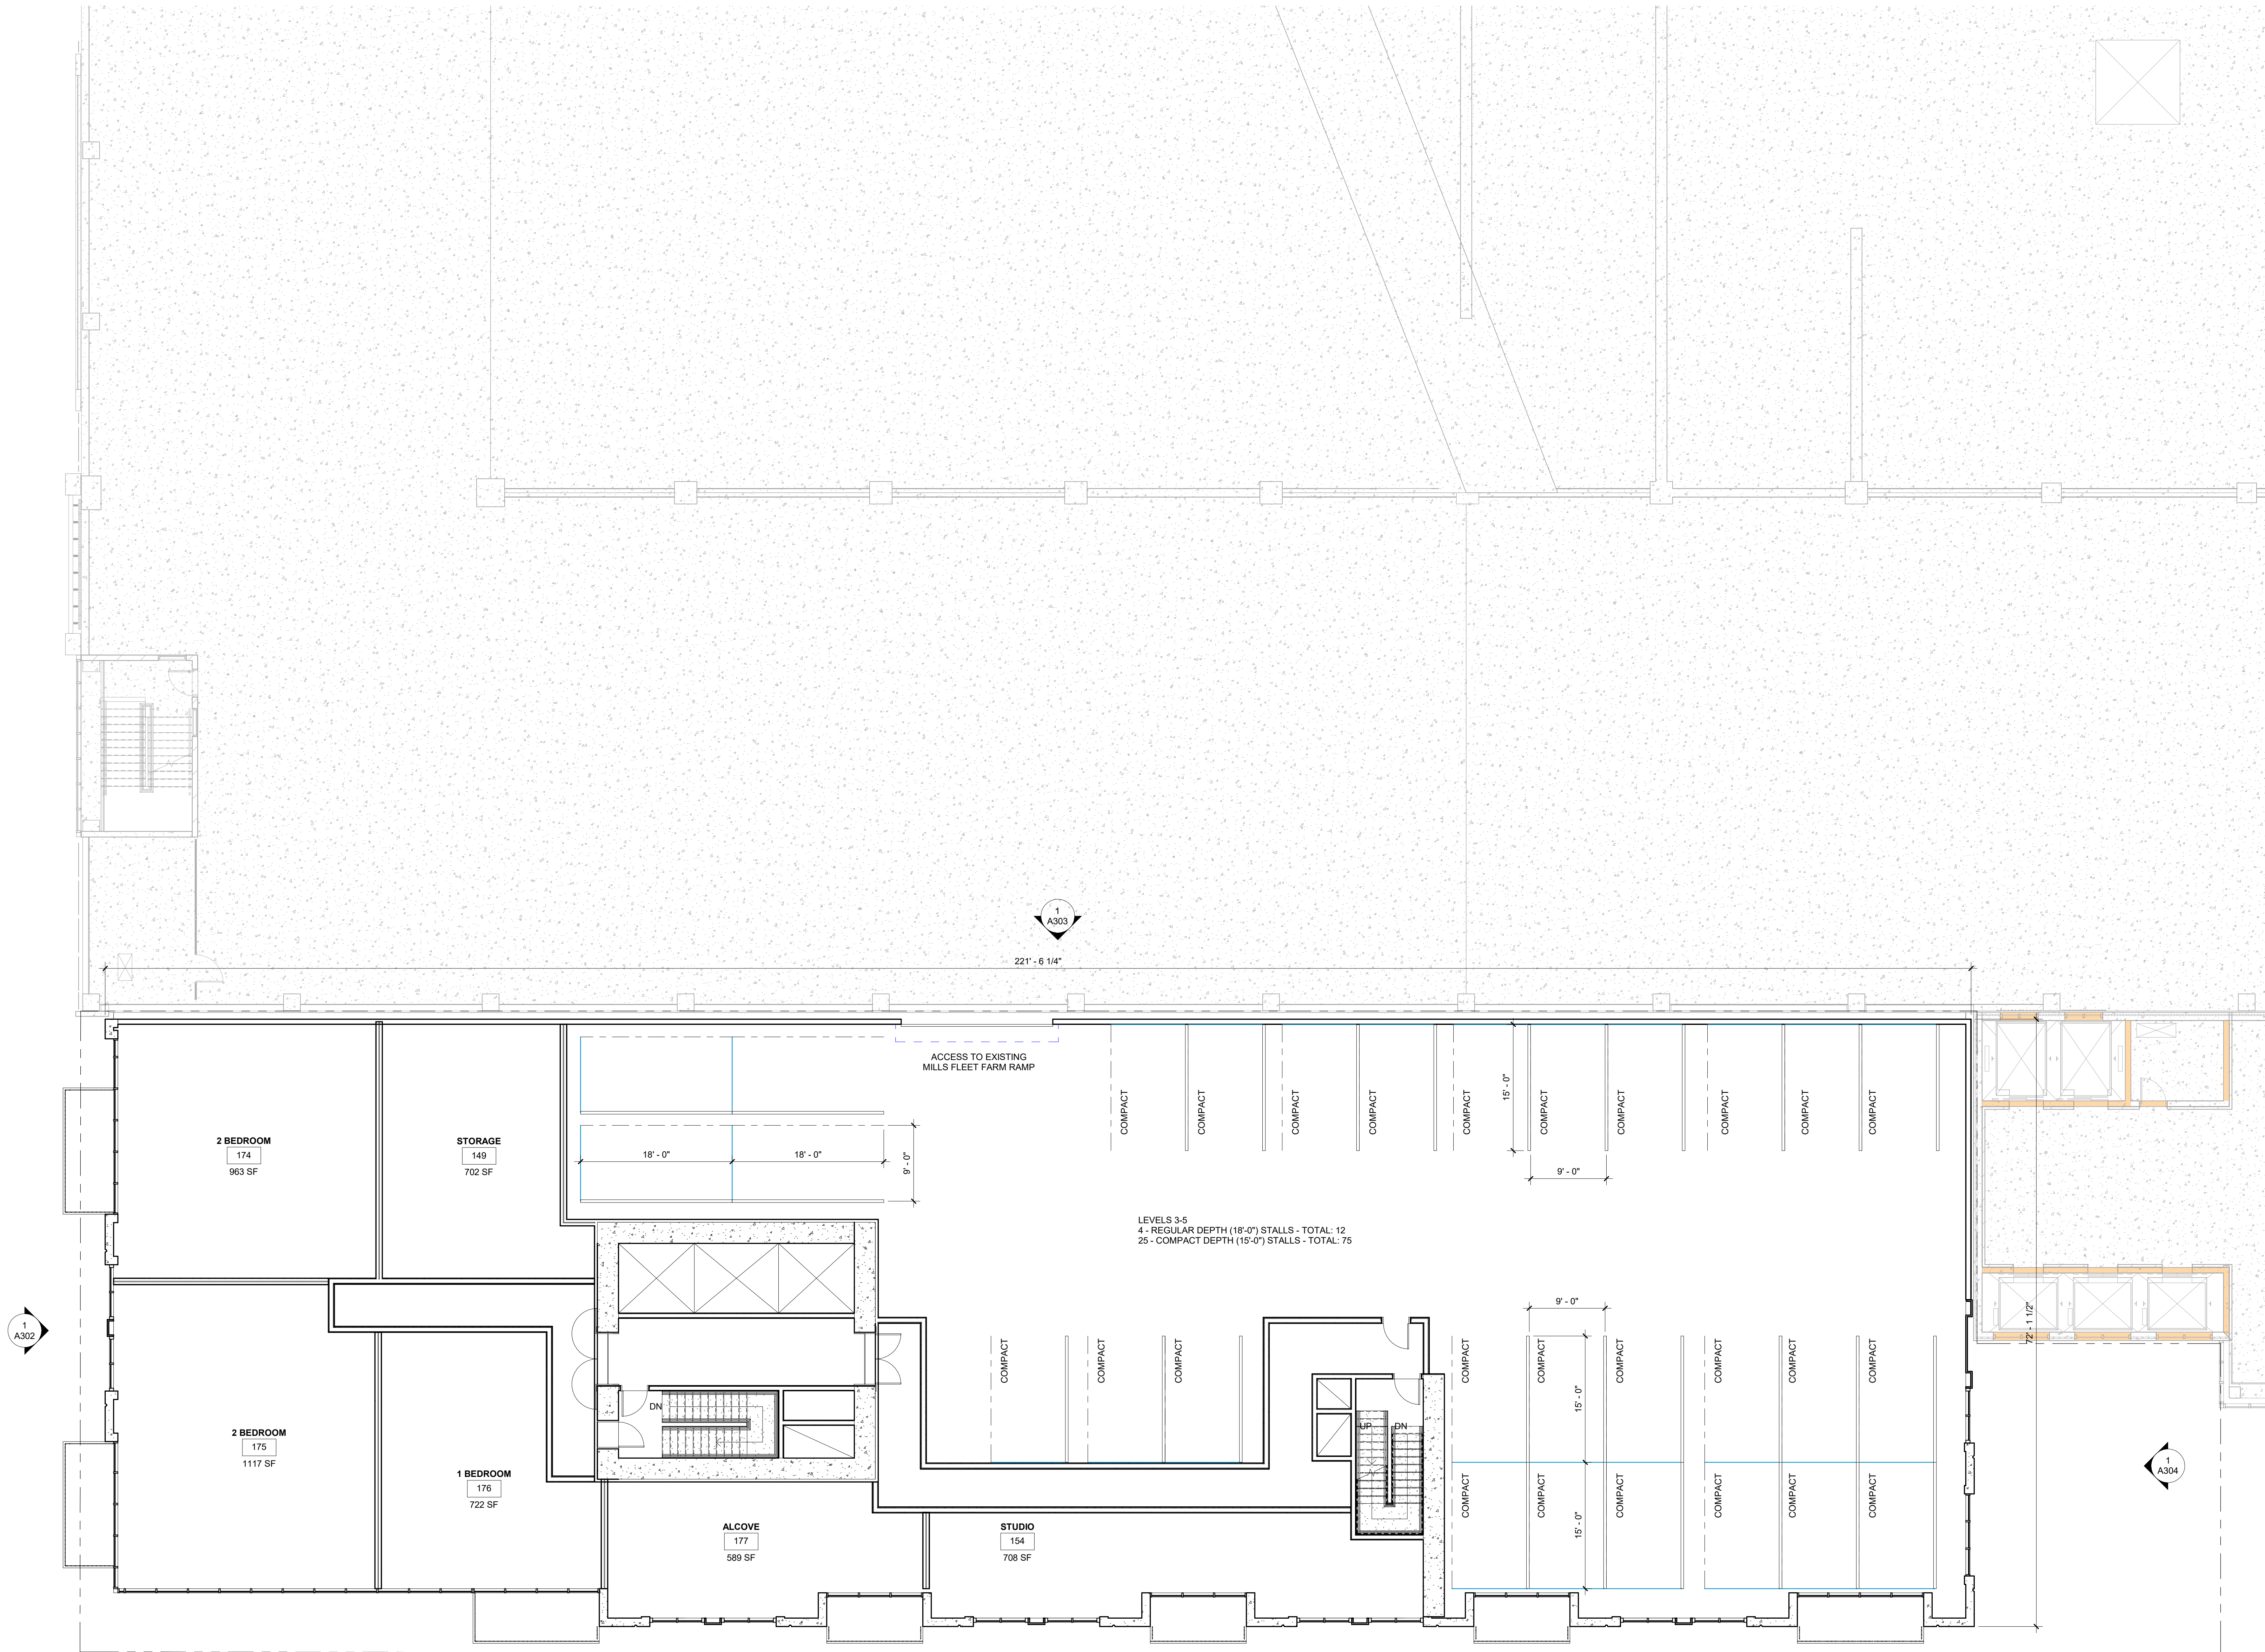 1
A303
221' - 6 1/4"
ACCESS TO EXISTING
MILLS FLEET FARM RAMP
COMPACT
COMPACT
COMPACT
COMPACT
COMPACT
COMPACT
COMPACT
COMPACT
COMPACT
COMPACT
15' - 0"
9' - 0"
2 BEDROOM
174
963 SF
STORAGE
149
702 SF
18' - 0"
18' - 0"
9' - 0"
LEVELS 3-5
4 - REGULAR DEPTH (18'-0") STALLS - TOTAL: 12
25 - COMPACT DEPTH (15'-0") STALLS - TOTAL: 75
9' - 0"
1
A302
72' - 1 1/2"
COMPACT
COMPACT
COMPACT
COMPACT
COMPACT
COMPACT
COMPACT
COMPACT
COMPACT
15' - 0"
DN
UP
DN
2 BEDROOM
175
1117 SF
1 BEDROOM
176
722 SF
1
A304
COMPACT
COMPACT
COMPACT
COMPACT
COMPACT
COMPACT
15' - 0"
ALCOVE
177
589 SF
STUDIO
154
708 SF